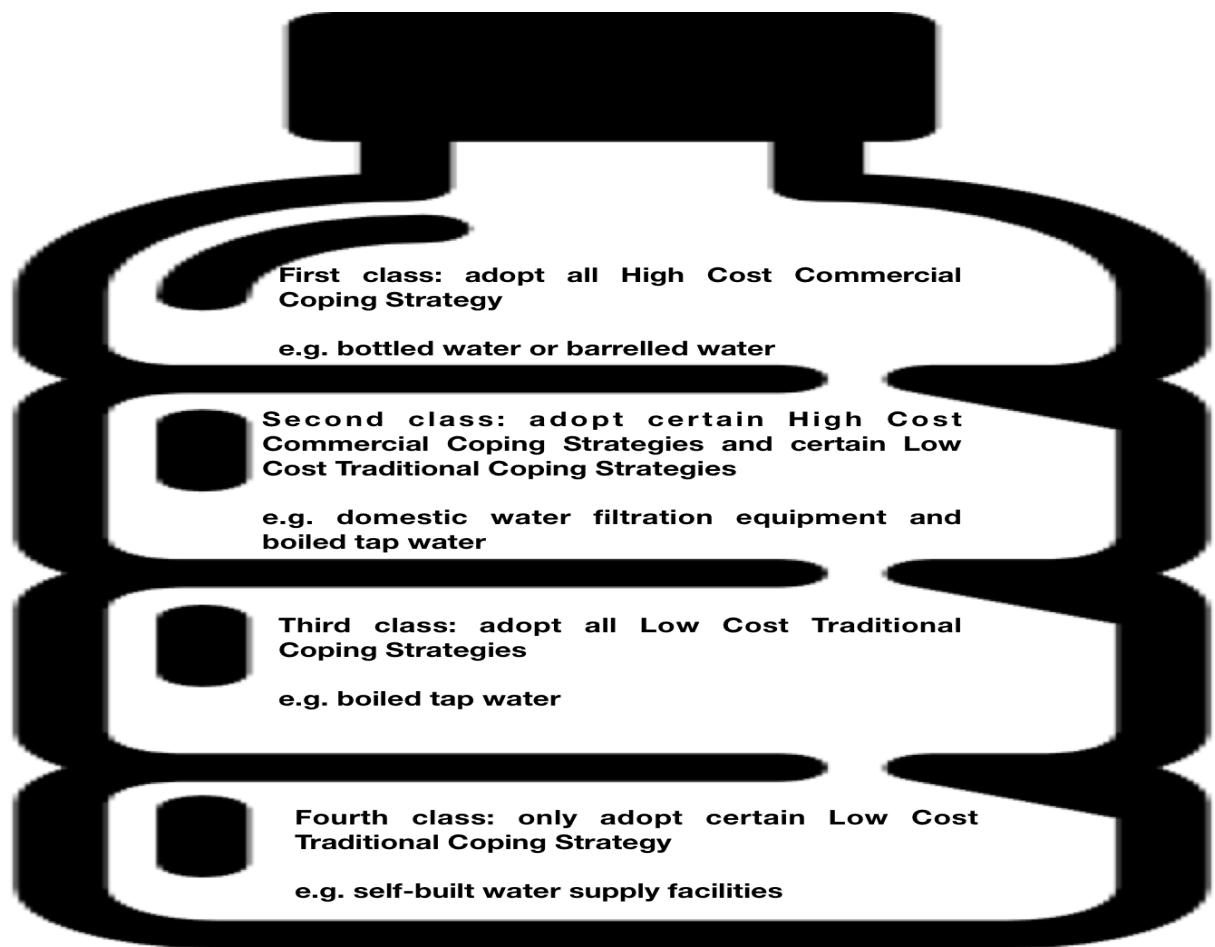 First class: adopt all High Cost Commercial
Coping Strategy
e.g. bottled water or barrelled water
Second class: adopt certain High Cost
Commercial Coping Strategies and certain Low
Cost Traditional Coping Strategies
e.g. domestic water filtration equipment and
boiled tap water
Third class: adopt all Low Cost Traditional
Coping Strategies
e.g. boiled tap water
Fourth class: only adopt certain Low Cost
Traditional Coping Strategy
e.g. self-built water supply facilities